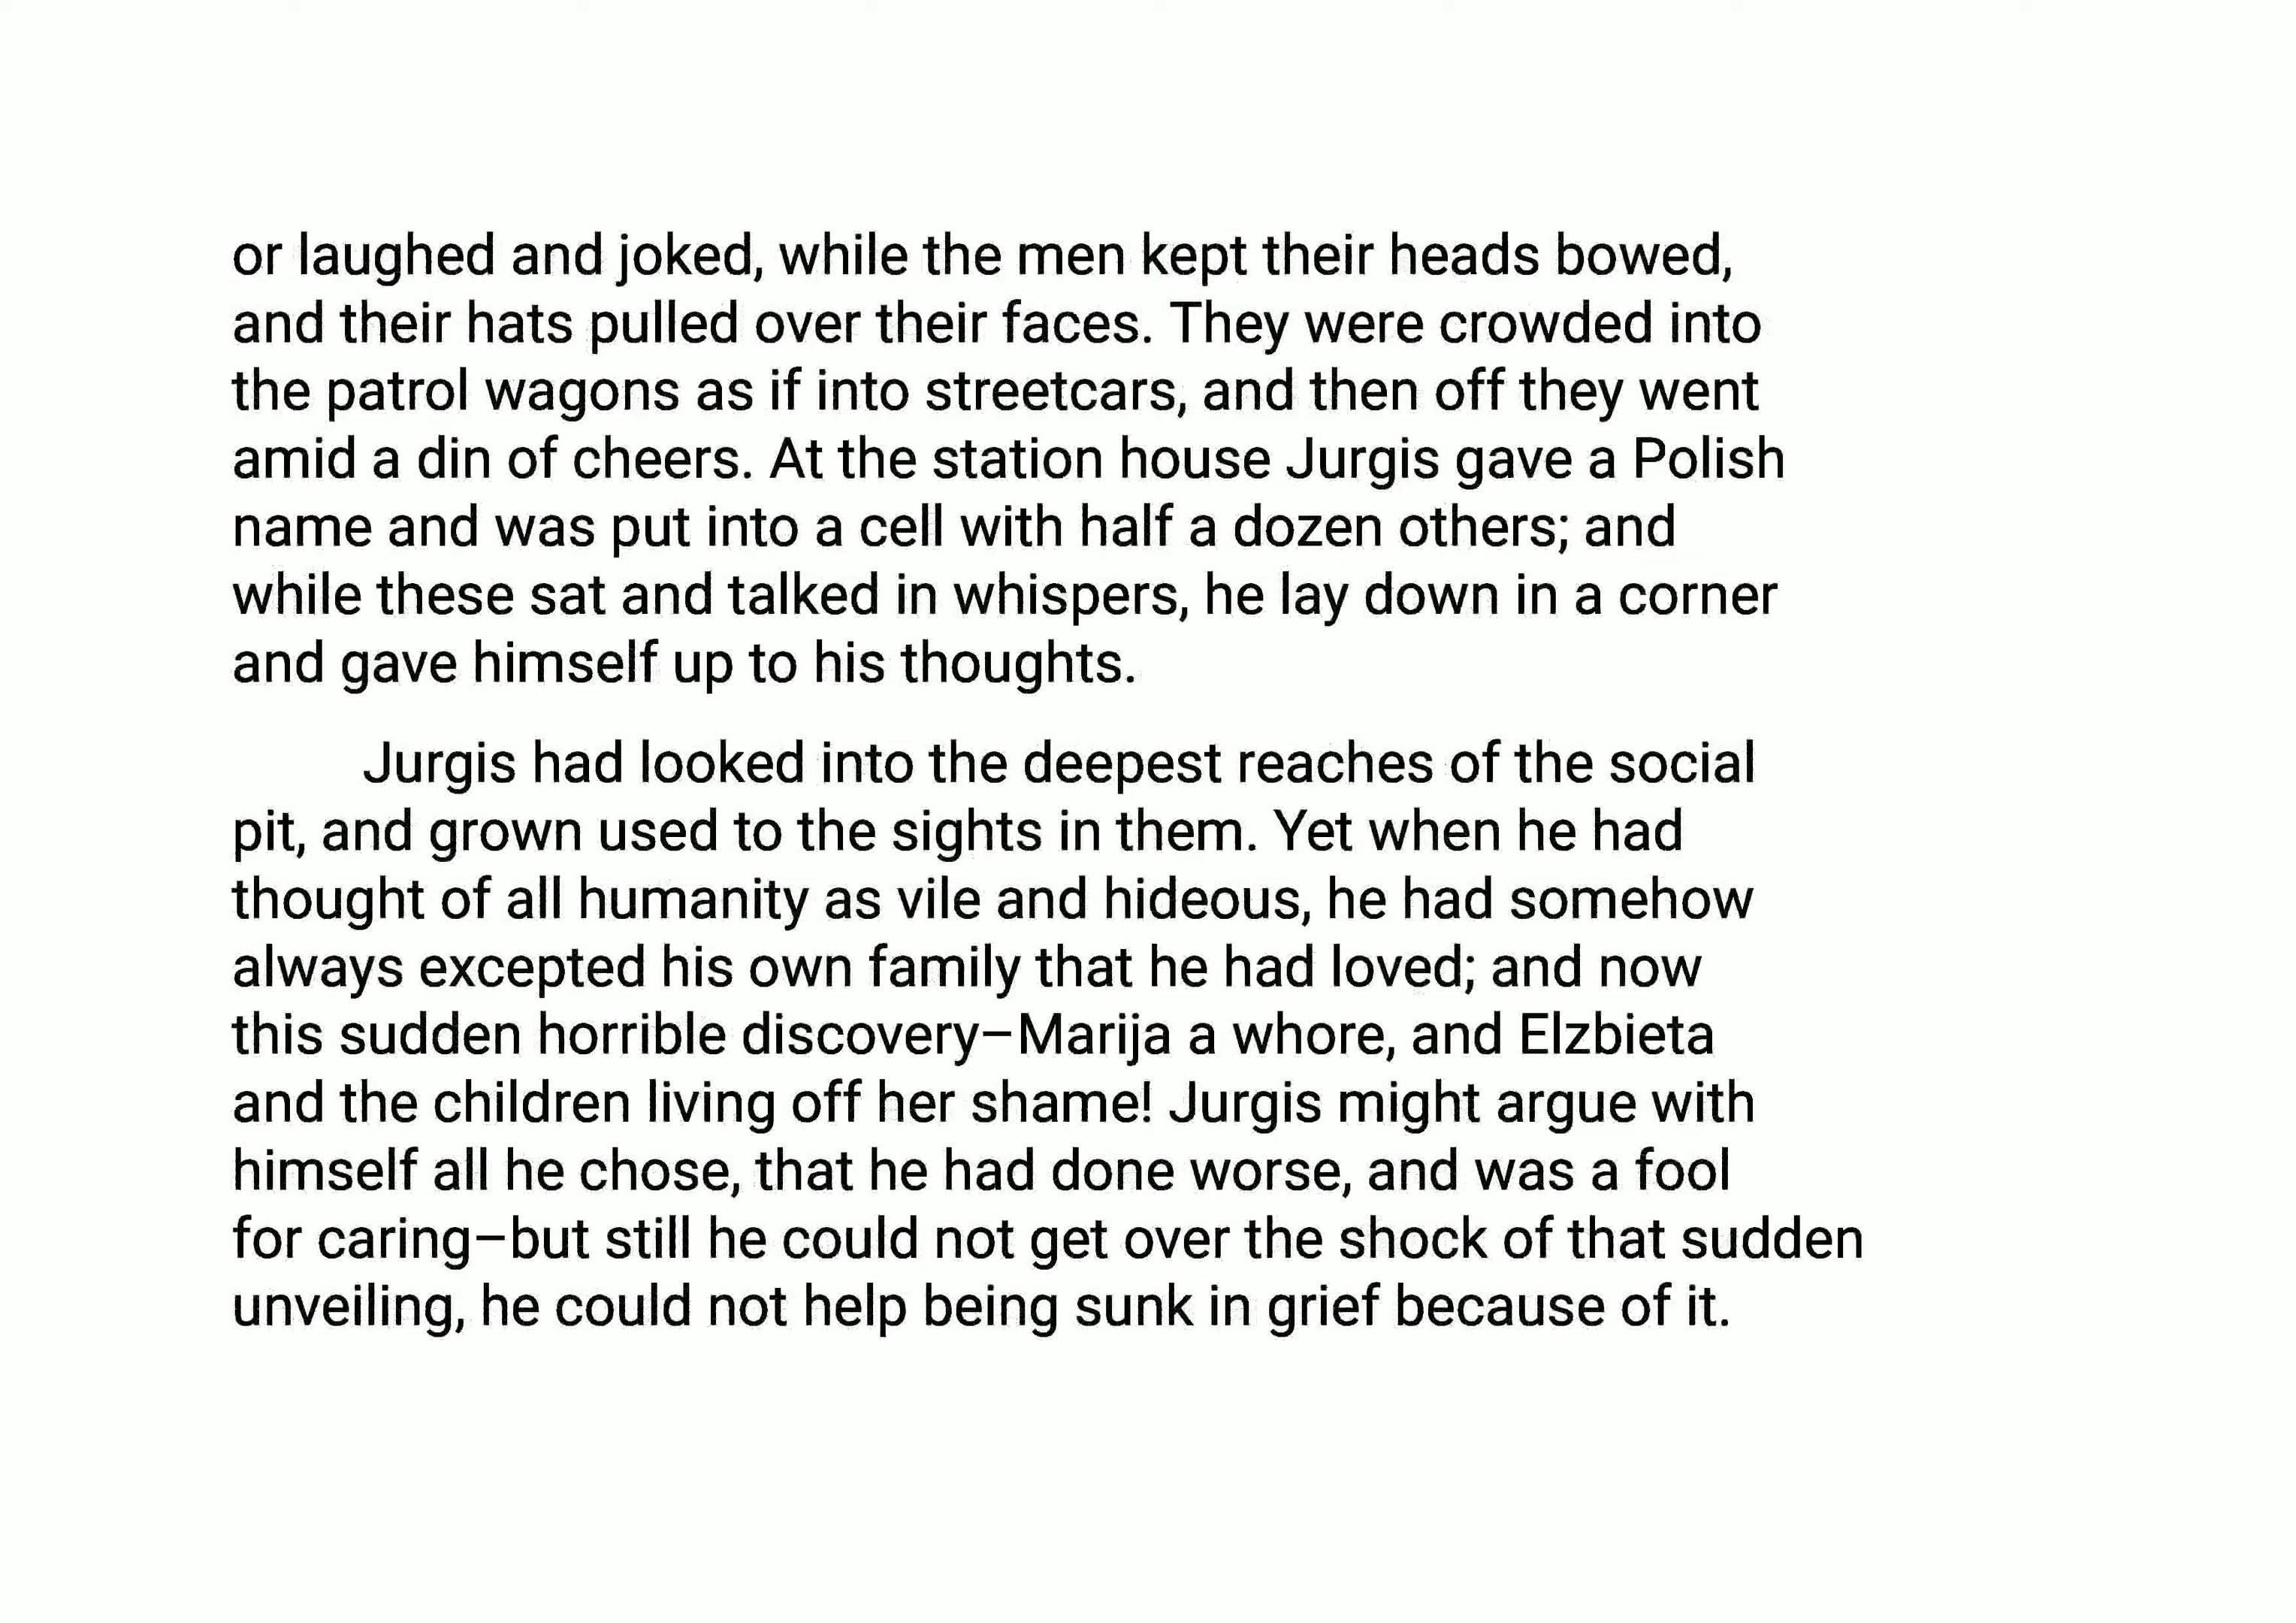 or laughed and joked, while the men kept their heads bowed,
and their hats pulled over their faces. They were crowded into
the patrol wagons as if into streetcars, and then off they went
amid a din of cheers. At the station house Jurgis gave a Polish
name and was put into a cell with half a dozen others; and
while these sat and talked in whispers, he lay down in a corner
and gave himself up to his thoughts.
Jurgis had looked into the deepest reaches of the social
pit, and grown used to the sights in them. Yet when he had
thought of all humanity as vile and hideous, he had somehow
always excepted his own family that he had loved; and now
this sudden horrible discovery–Marija a whore, and Elzbieta
and the children living off her shame! Jurgis might argue with
himself all he chose, that he had done worse, and was a fool
for caring–but still he could not get over the shock of that sudden
unveiling, he could not help being sunk in grief because of it.